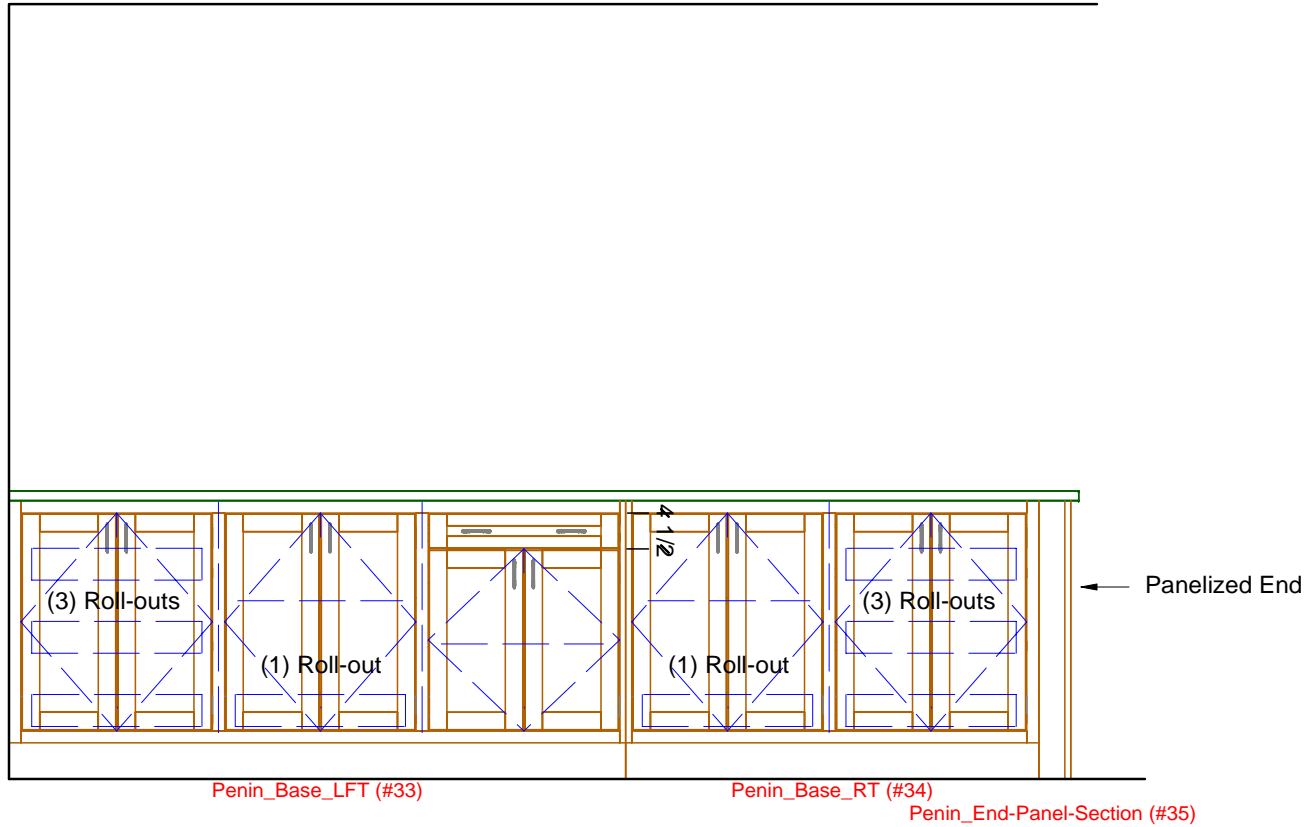 4 1/2
(3) Roll-outs
(1) Roll-out
(1) Roll-out
(3) Roll-outs
Panelized End
Penin_Base_LFT (#33)
Penin_Base_RT (#34)
Penin_End-Panel-Section (#35)